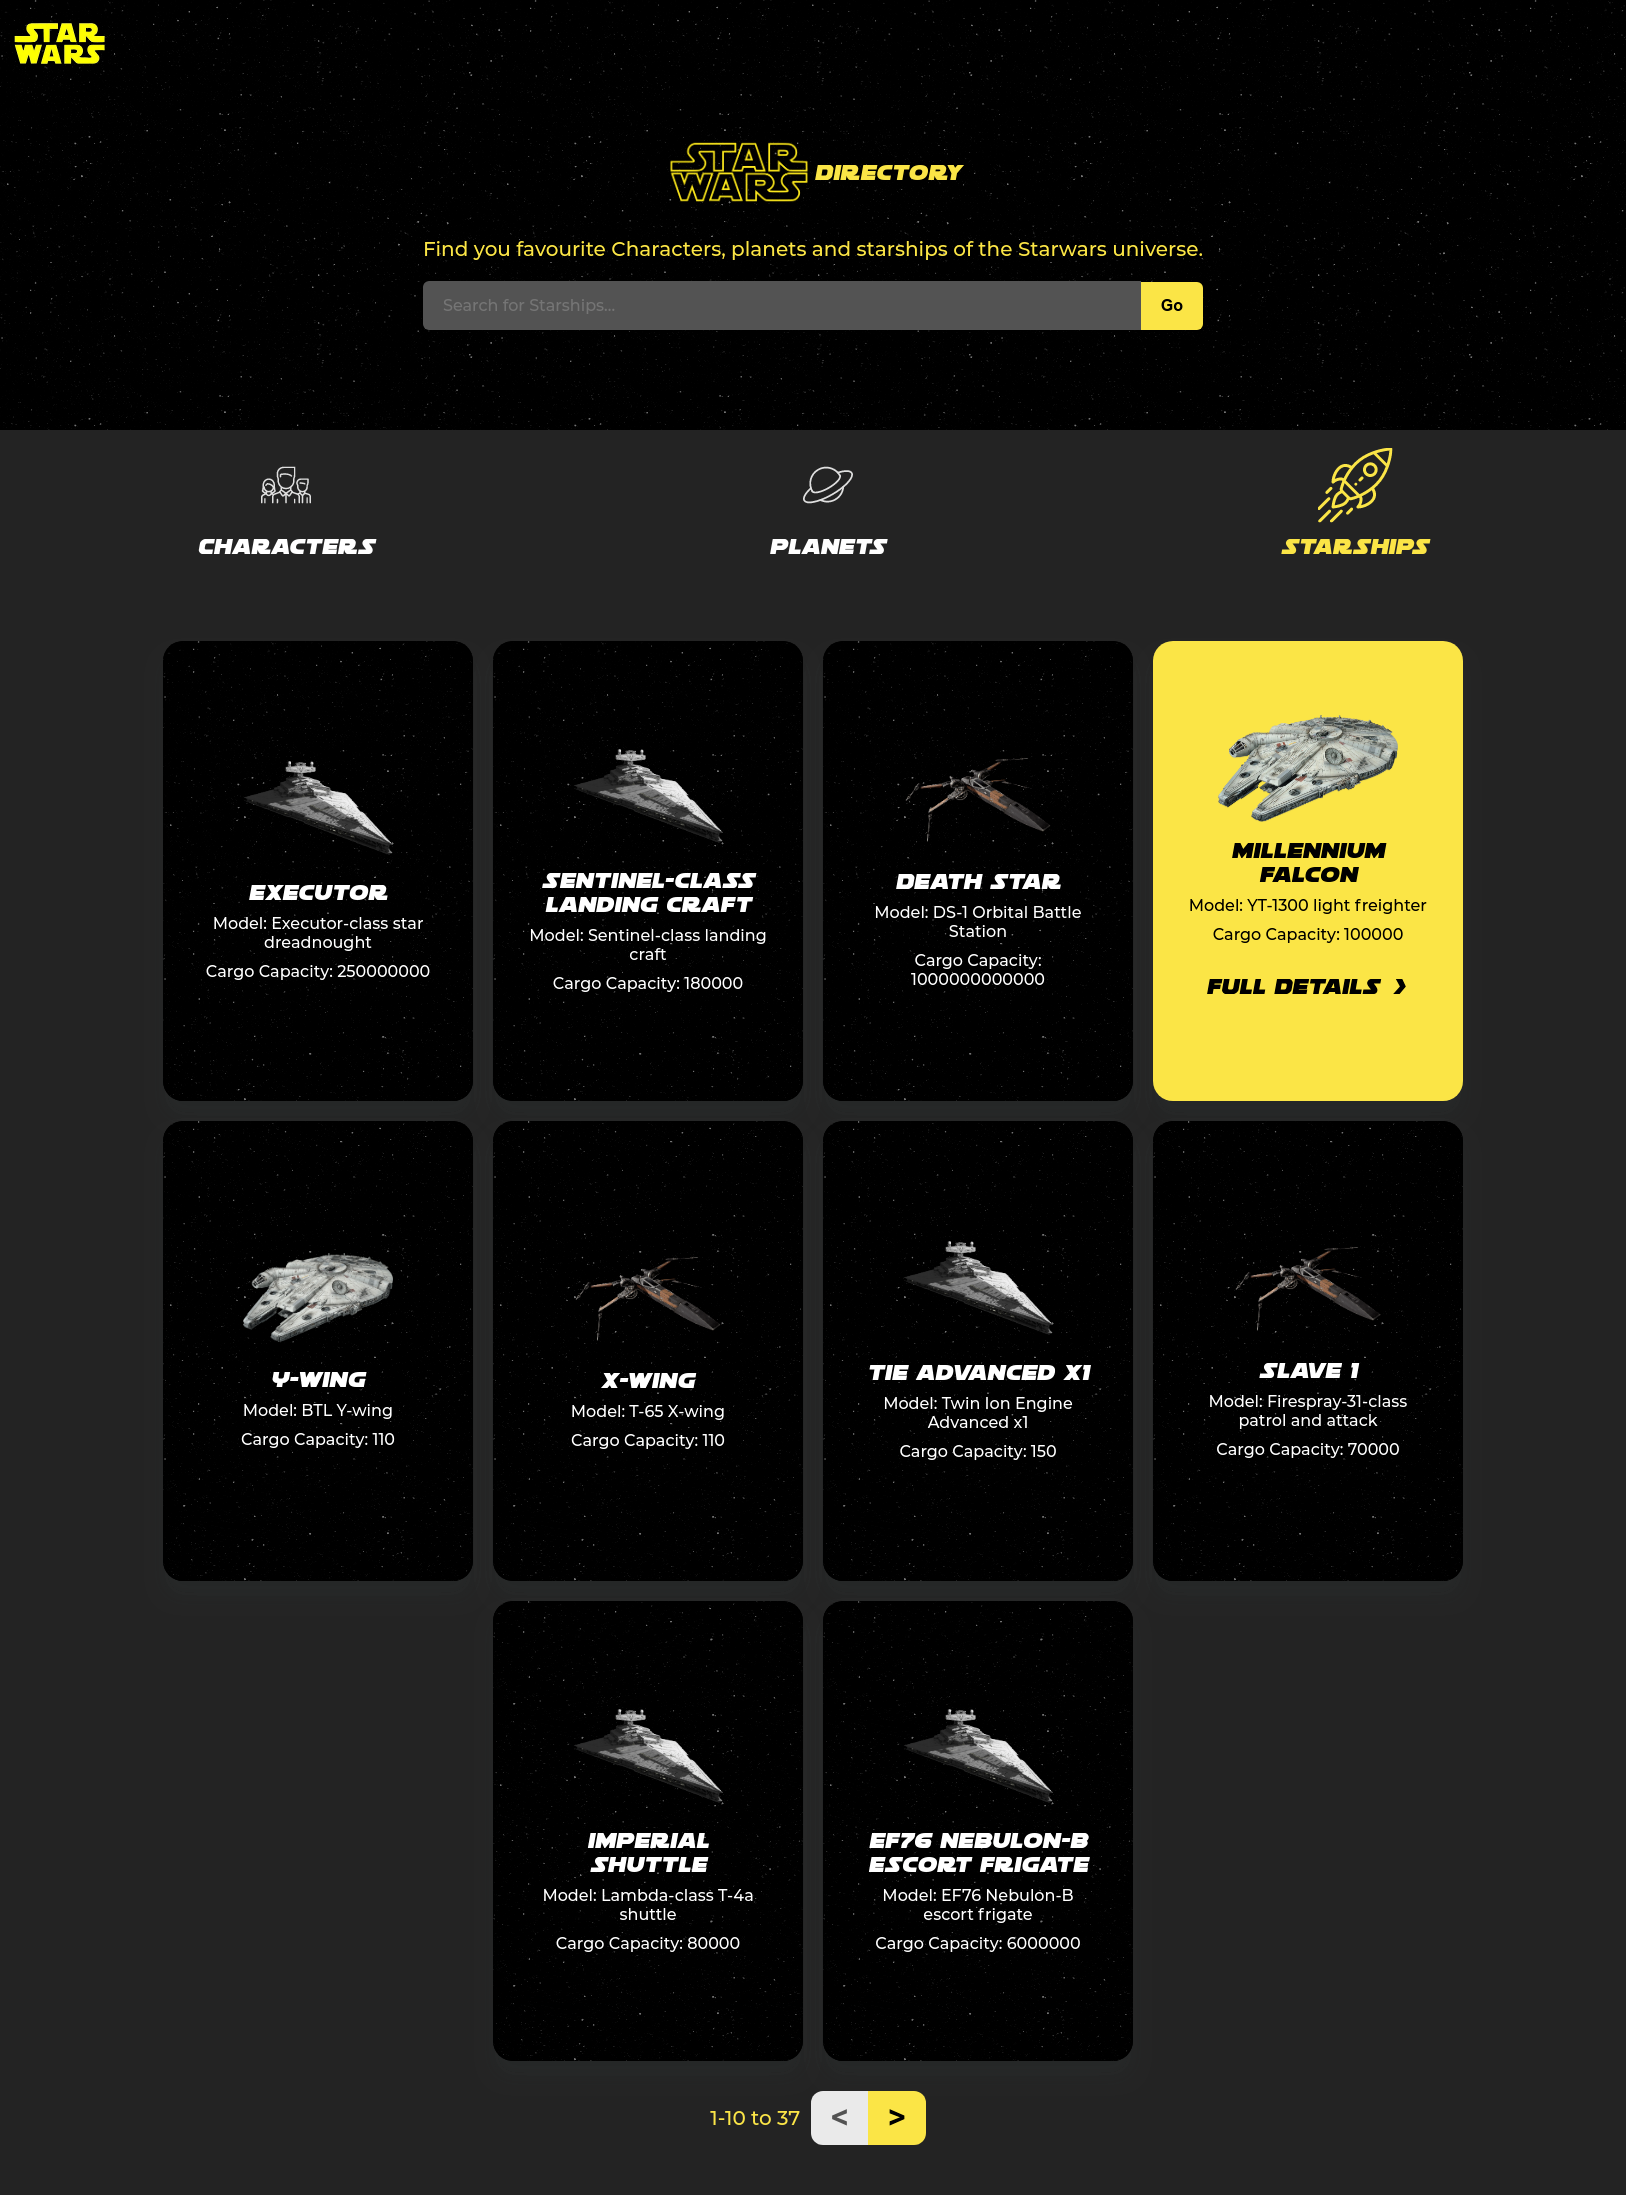 STAR
WARS
STAR
WARS DIRECTORY
Find you favourite Characters, planets and starships of the Starwars universe.
Search for Starships...
Go
CHARACTERS
PLANETS
STARSHIPS
EXECUTOR
Model: Executor-class star
dreadnought
Cargo Capacity: 250000000
SENTINEL-CLASS
LANDING CRAFT
Model: Sentinel-class landing
craft
Cargo Capacity: 180000
DEATH STAR
Model: DS-1 Orbital Battle
Station
Cargo Capacity:
1000000000000
MILLENNIUM
FALCON
Model: YT-1300 light freighter
Cargo Capacity: 100000
FULL DETAILS ❯
Y-WING
Model: BTL Y-wing
Cargo Capacity: 110
X-WING
Model: T-65 X-wing
Cargo Capacity: 110
TIE ADVANCED X1
Model: Twin Ion Engine
Advanced x1
Cargo Capacity: 150
SLAVE 1
Model: Firespray-31-class
patrol and attack
Cargo Capacity: 70000
IMPERIAL
SHUTTLE
Model: Lambda-class T-4a
shuttle
Cargo Capacity: 80000
EF76 NEBULON-B
ESCORT FRIGATE
Model: EF76 Nebulon-B
escort frigate
Cargo Capacity: 6000000
1-10 to 37 < >